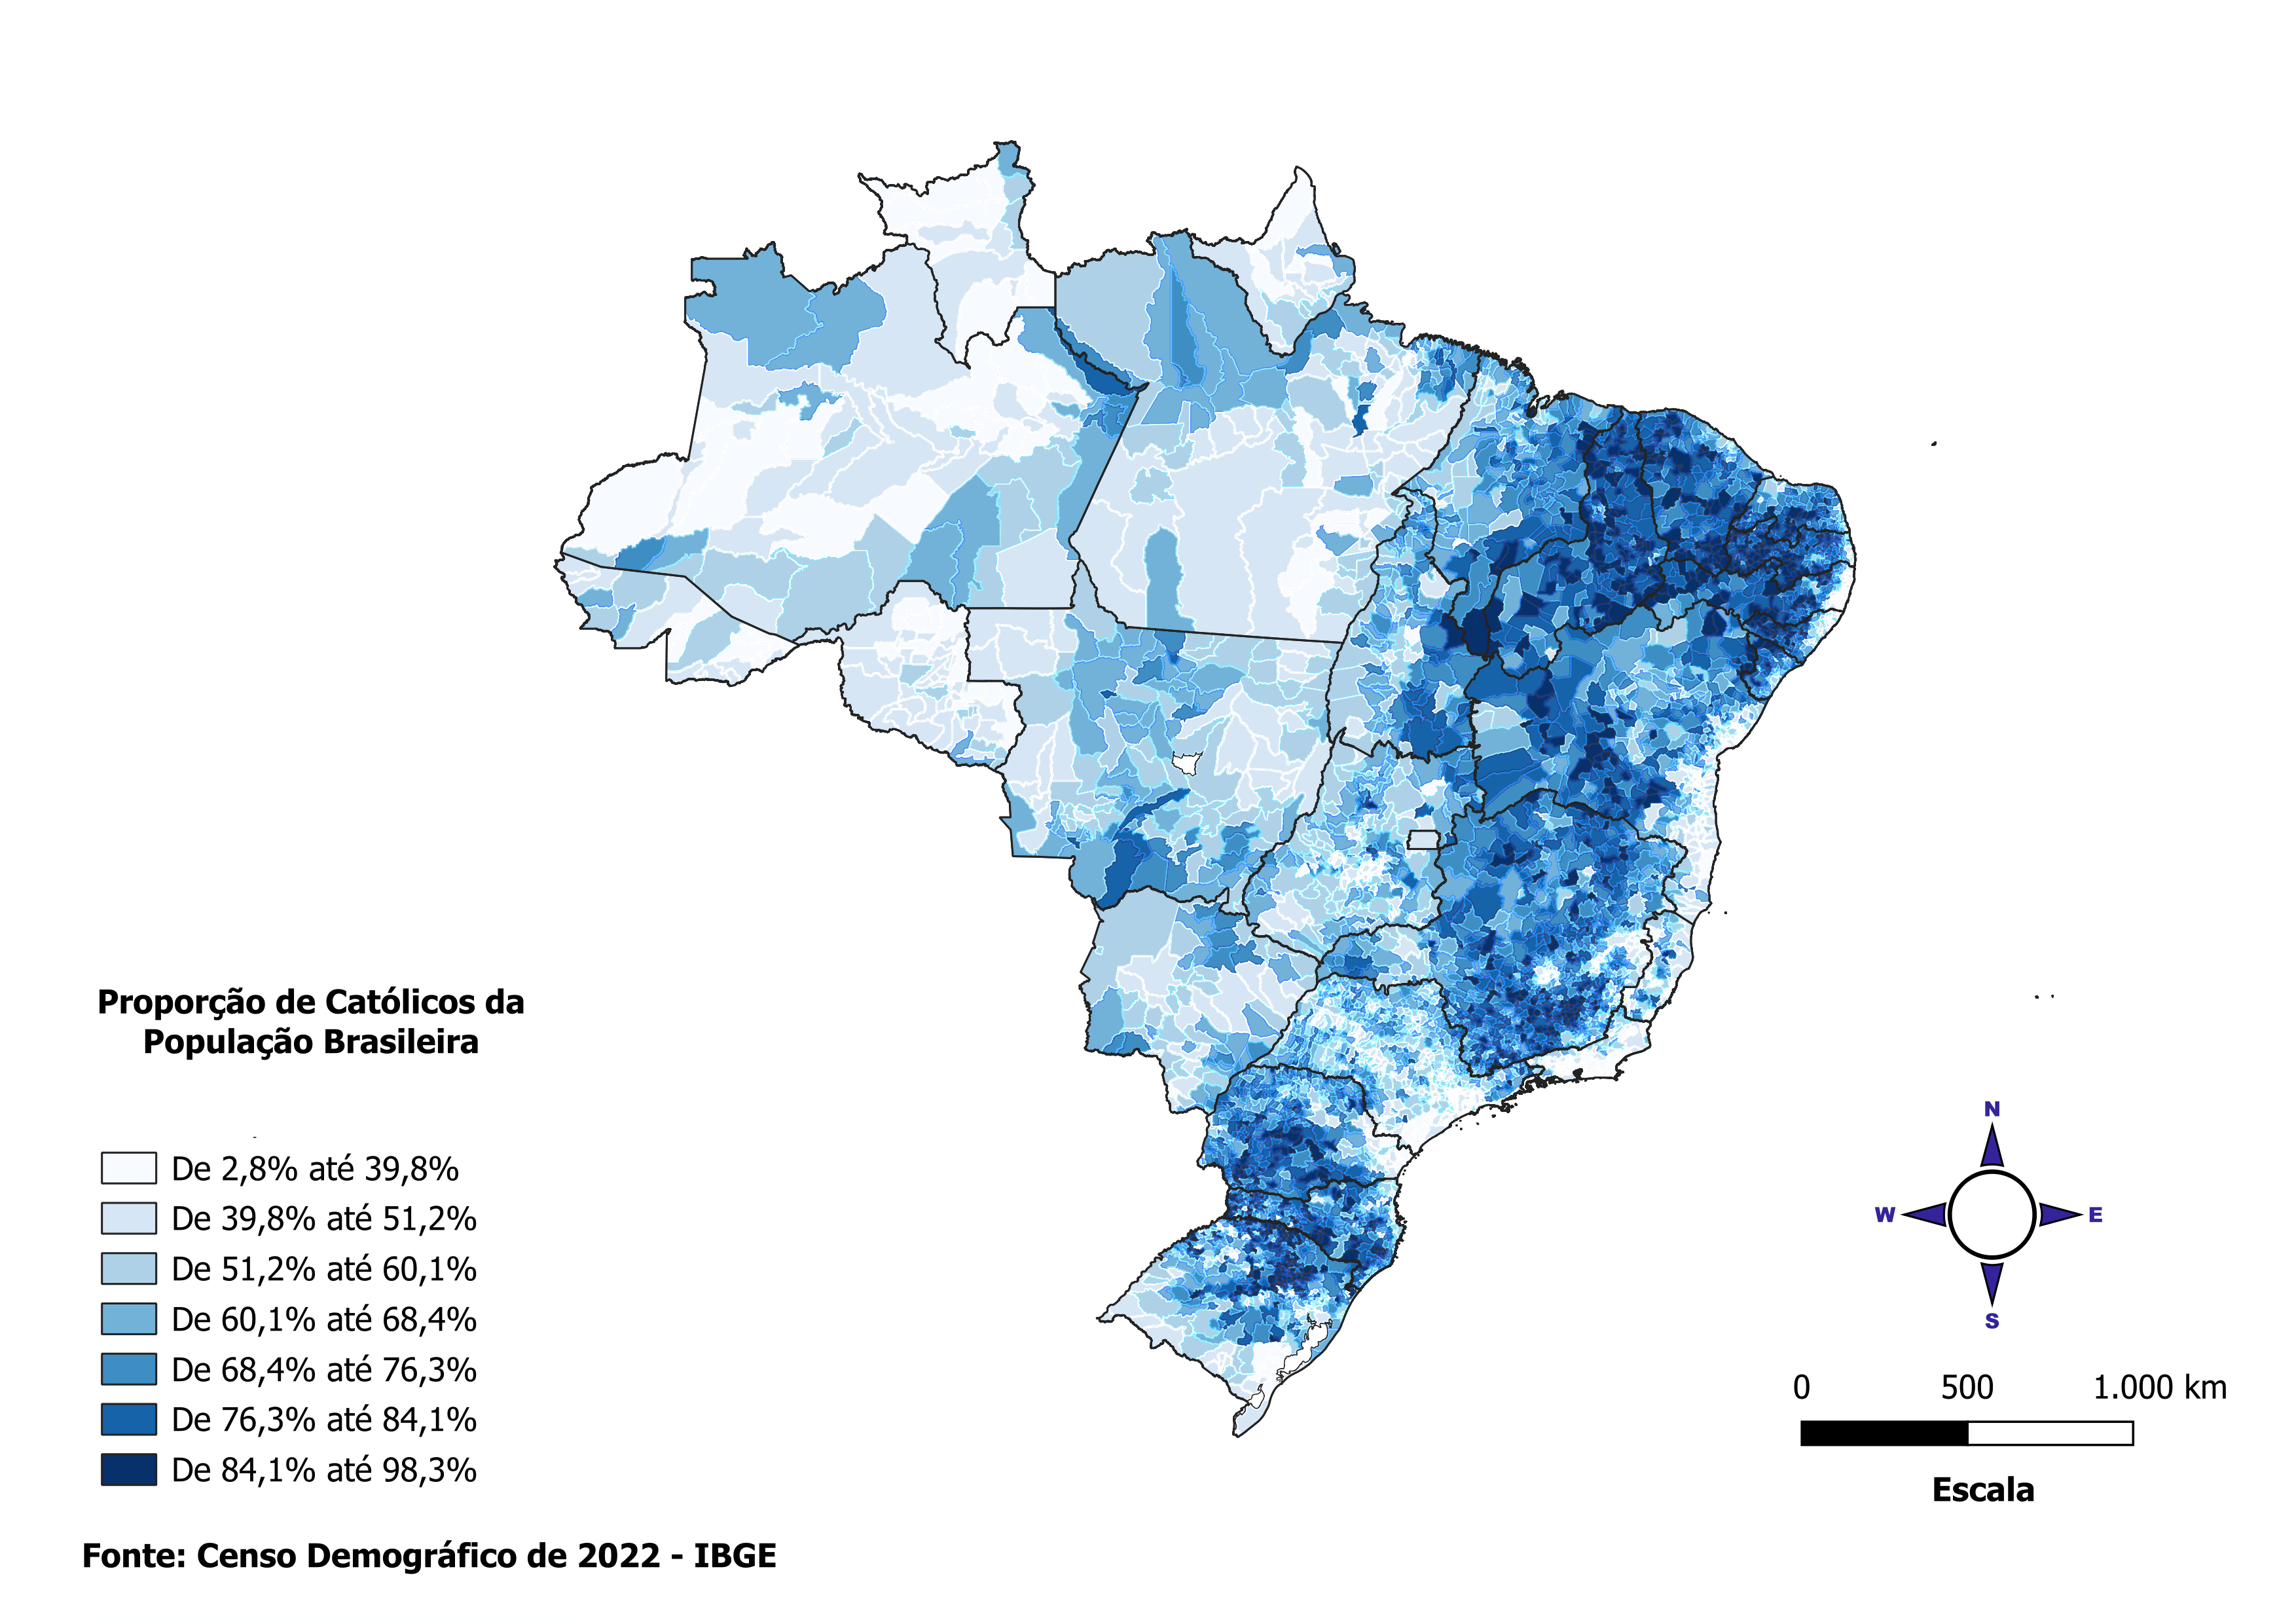 Proporção de Católicos da
População Brasileira
De 2,8% até 39,8%
De 39,8% até 51,2%
De 51,2% até 60,1%
De 60,1% até 68,4%
De 68,4% até 76,3%
De 76,3% até 84,1%
De 84,1% até 98,3%
Fonte: Censo Demográfico de 2022 - IBGE
N
W
E
S
0 500 1.000 km
Escala